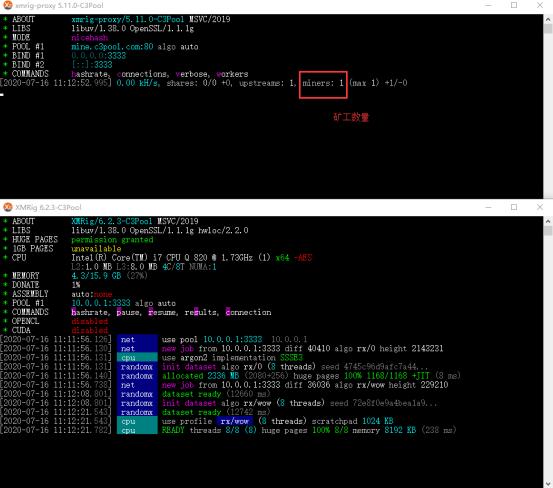 xmrig-proxy 5.11.0-C3Pool
* ABOUT xmrig-proxy/5.11.0-C3Pool MSVC/2019
* LIBS libuv/1.38.0 OpenSSL/1.1.1g
* MODE nicehash
* POOL #1 mine.c3pool.com:80 algo auto
* BIND #1 0.0.0.0:3333
* BIND #2 [::]:3333
* COMMANDS hashrate, connections, verbose, workers
[2020-07-16 11:12:52.995] 0.00 kH/s, shares: 0/0 +0, upstreams: 1, miners: 1 (max 1) +1/-0
矿工数量
XMRig 6.2.3-C3Pool
* ABOUT XMRig/6.2.3-C3Pool MSVC/2019
* LIBS libuv/1.38.0 OpenSSL/1.1.1g hwloc/2.2.0
* HUGE PAGES permission granted
* 1GB PAGES unavailable
* CPU Intel(R) Core(TM) i7 CPU Q 820 @ 1.73GHz (1) x64 -AES
L2:1.0 MB L3:8.0 MB 4C/8T NUMA:1
* MEMORY 4.3/15.9 GB (27%)
* DONATE 1%
* ASSEMBLY auto:none
* POOL #1 10.0.0.1:3333 algo auto
* COMMANDS hashrate, pause, resume, results, connection
* OPENCL disabled
* CUDA disabled
[2020-07-16 11:11:56.126] net use pool 10.0.0.1:3333 10.0.0.1
[2020-07-16 11:11:56.130] net new job from 10.0.0.1:3333 diff 40410 algo rx/0 height 2143231
[2020-07-16 11:11:56.131] cpu use argon2 implementation SSSE3
[2020-07-16 11:11:56.131] randomx init dataset algo rx/0 (8 threads) seed 4745c96d9afc7a44...
[2020-07-16 11:11:56.140] randomx allocated 2336 MB (2080+256) huge pages 100% 1168/1168 +JIT (8 ms)
[2020-07-16 11:11:56.738] net new job from 10.0.0.1:3333 diff 36036 algo rx/wow height 229210
[2020-07-16 11:12:08.801] randomx dataset ready (12660 ms)
[2020-07-16 11:12:08.801] randomx init dataset algo rx/wow (8 threads) seed 72e8f0e9a4bea1a9...
[2020-07-16 11:12:21.543] randomx dataset ready (12742 ms)
[2020-07-16 11:12:21.543] cpu use profile rx/wow (8 threads) scratchpad 1024 KB
[2020-07-16 11:12:21.782] cpu READY threads 8/8 (8) huge pages 100% 8/8 memory 8192 KB (238 ms)